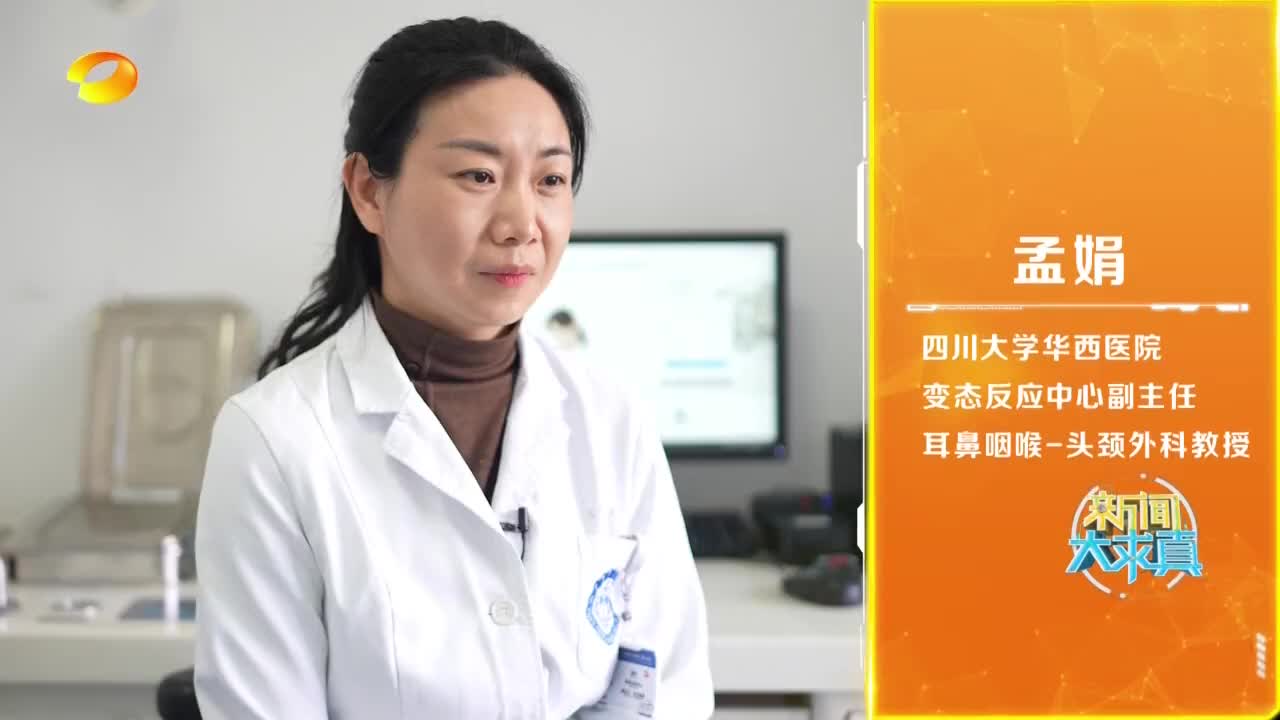 孟娟
四川大学华西医院
变态反应中心副主任
耳鼻咽喉-头颈外科教授
新闻
大求真